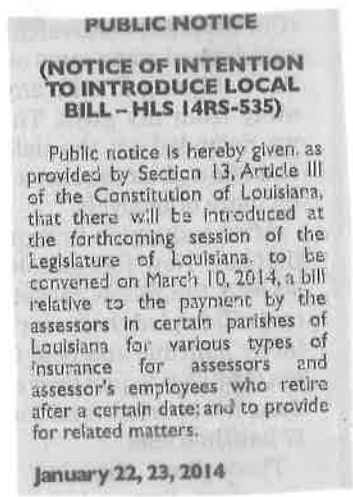 PUBLIC NOTICE
(NOTICE OF INTENTION
TO INTRODUCE LOCAL
BILL – HLS 14RS-535)
Public notice is hereby given, as
provided by Section 13, Article III
of the Constitution of Louisiana,
that there will be introduced at
the forthcoming session of the
Legislature of Louisiana, to be
convened on March 10, 2014, a bill
relative to the payment by the
assessors in certain parishes of
Louisiana for various types of
insurance for assessors and
assessor's employees who retire
after a certain date; and to provide
for related matters.
January 22, 23, 2014